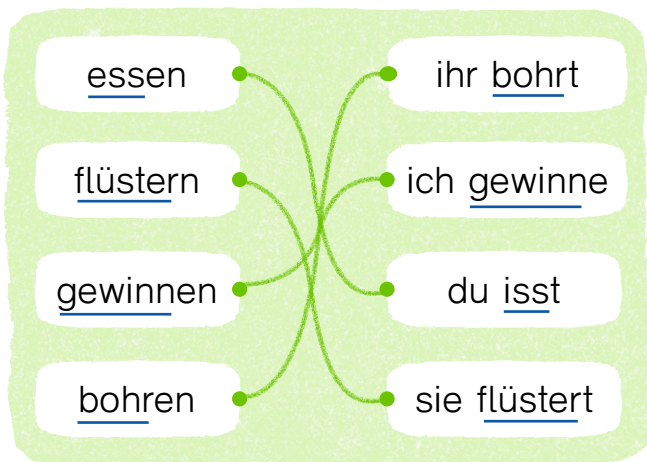 essen
ihr bohrt
flüstern
ich gewinne
gewinnen
du isst
bohren
sie flüstert